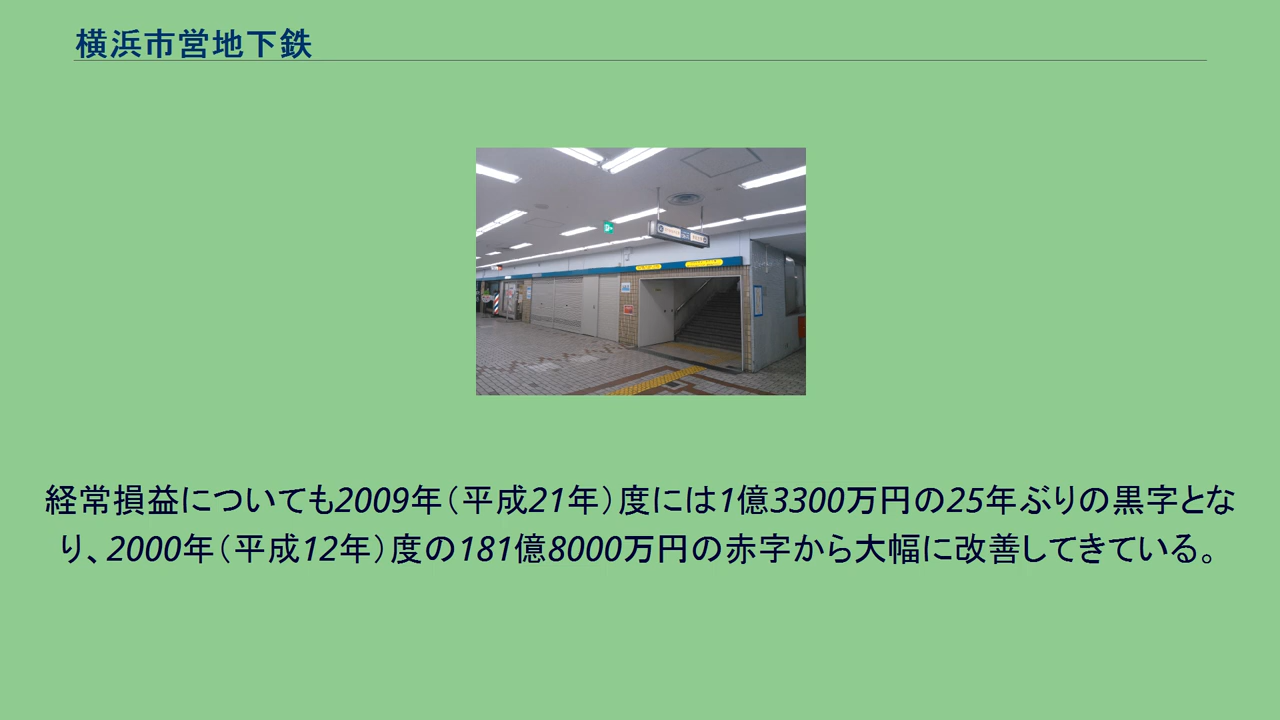 横浜市営地下鉄
経常損益についても2009年（平成21年）度には1億3300万円の25年ぶりの黒字とな
り、2000年（平成12年）度の181億8000万円の赤字から大幅に改善してきている。